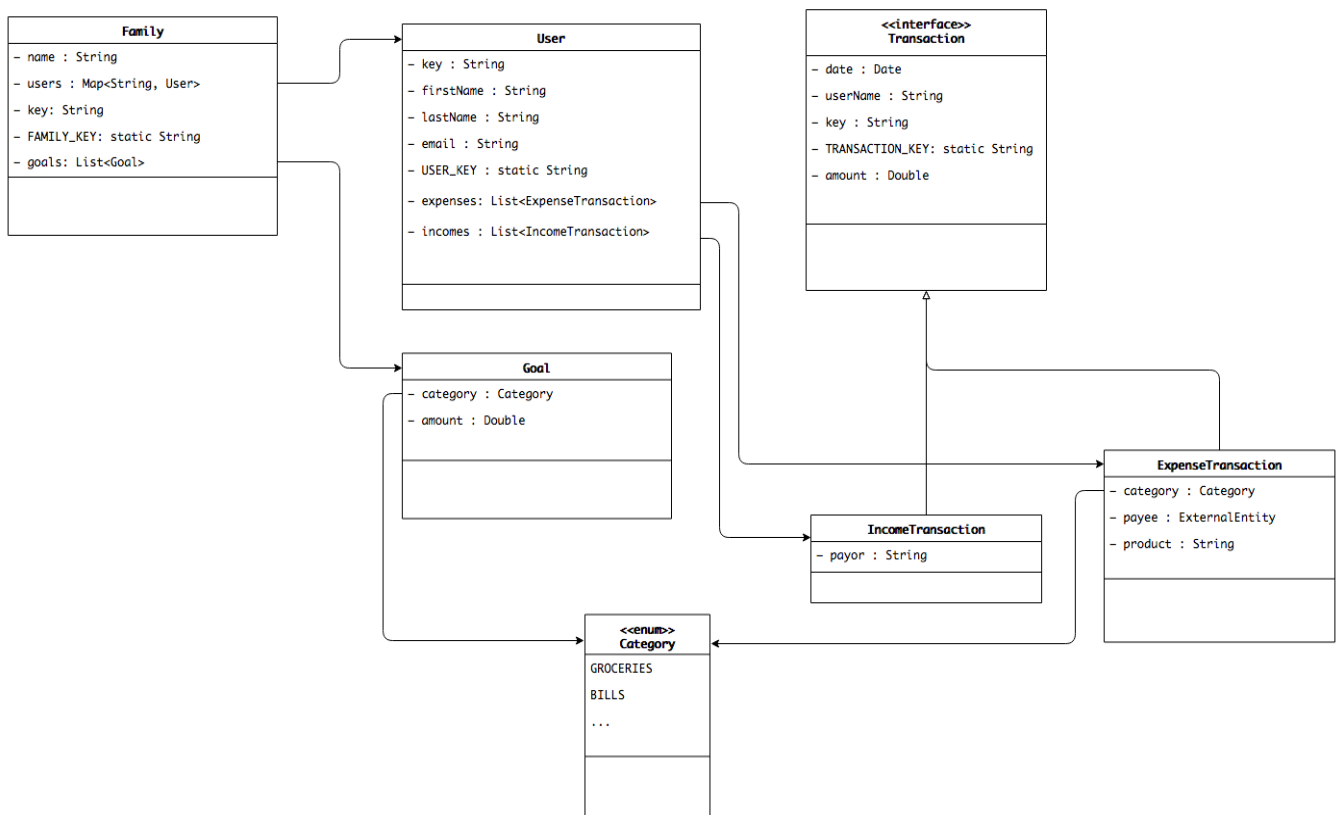 Family
- name : String
- users : Map<String, User>
- key: String
- FAMILY_KEY: static String
- goals: List<Goal>
User
- key : String
- firstName : String
- lastName : String
- email : String
- USER_KEY : static String
- expenses: List<ExpenseTransaction>
- incomes : List<IncomeTransaction>
<<interface>>
Transaction
- date : Date
- userName : String
- key : String
- TRANSACTION_KEY: static String
- amount : Double
Goal
- category : Category
- amount : Double
ExpenseTransaction
- category : Category
- payee : ExternalEntity
- product : String
IncomeTransaction
- payor : String
<<enum>>
Category
GROCERIES
BILLS
...